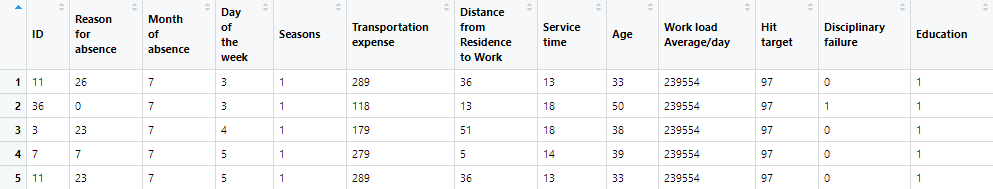 ID Reason for absence Month of absence Day of the week Seasons Transportation expense Distance from Residence to Work Service time Age Work load Average/day Hit target Disciplinary failure Education
1 11 26 7 3 1 289 36 13 33 239554 97 0 1
2 36 0 7 3 1 118 13 18 50 239554 97 1 1
3 3 23 7 4 1 179 51 18 38 239554 97 0 1
4 7 7 7 5 1 279 5 14 39 239554 97 0 1
5 11 23 7 5 1 289 36 13 33 239554 97 0 1